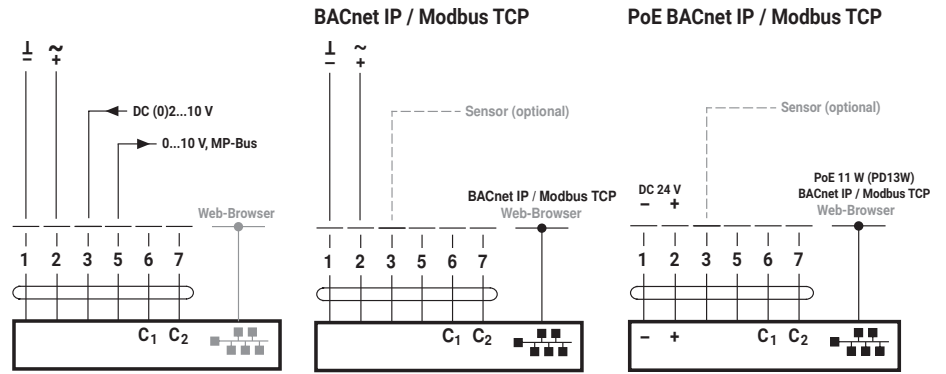 BACnet IP / Modbus TCP
PoE BACnet IP / Modbus TCP
⊥ ~
– +
DC (0)2...10 V
0...10 V, MP-Bus
Web-Browser
1 2 3 5 6 7
C1 C2
⊥ ~
– +
Sensor (optional)
BACnet IP / Modbus TCP
Web-Browser
1 2 3 5 6 7
C1 C2
Sensor (optional)
DC 24 V
– +
PoE 11 W (PD13W)
BACnet IP / Modbus TCP
Web-Browser
1 2 3 5 6 7
– + C1 C2